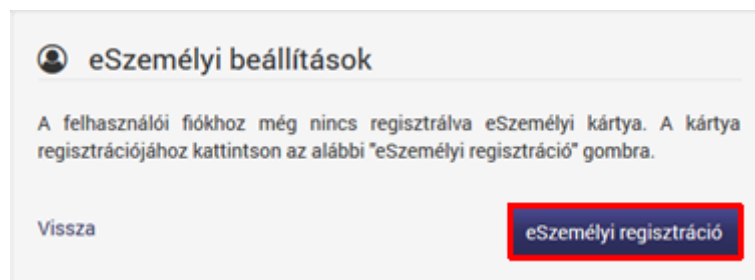 eSzemélyi beállítások
A felhasználói fiókhoz még nincs regisztrálva eSzemélyi kártya. A kártya
regisztrációjához kattintson az alábbi "eSzemélyi regisztráció" gombra.
Vissza
eSzemélyi regisztráció